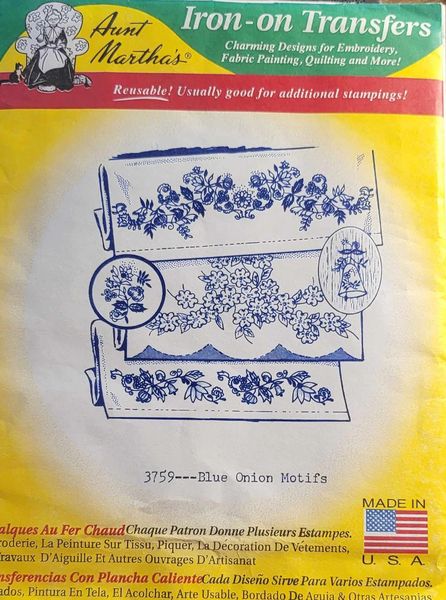 Aunt
Martha's®
Iron-on Transfers
Charming Designs for Embroidery,
Fabric Painting, Quilting and More!
Reusable! Usually good for additional stampings!
3759---Blue Onion Motifs
MADE IN
U. S. A.
alques Au Fer Chaud Chaque Patron Donne Plusieurs Estampes.
roderie, La Peinture Sur Tissu, Piquer, La Décoration De Vétements,
Travaux D'Aiguille Et Autres Ouvrages D'Artisanat
nsferencias Con Plancha Caliente Cada Diseño Sirve Para Varios Estampados.
ados, Pintura En Tela, El Acolchar, Arte Usable, Bordado De Aguja & Otras Artesanias